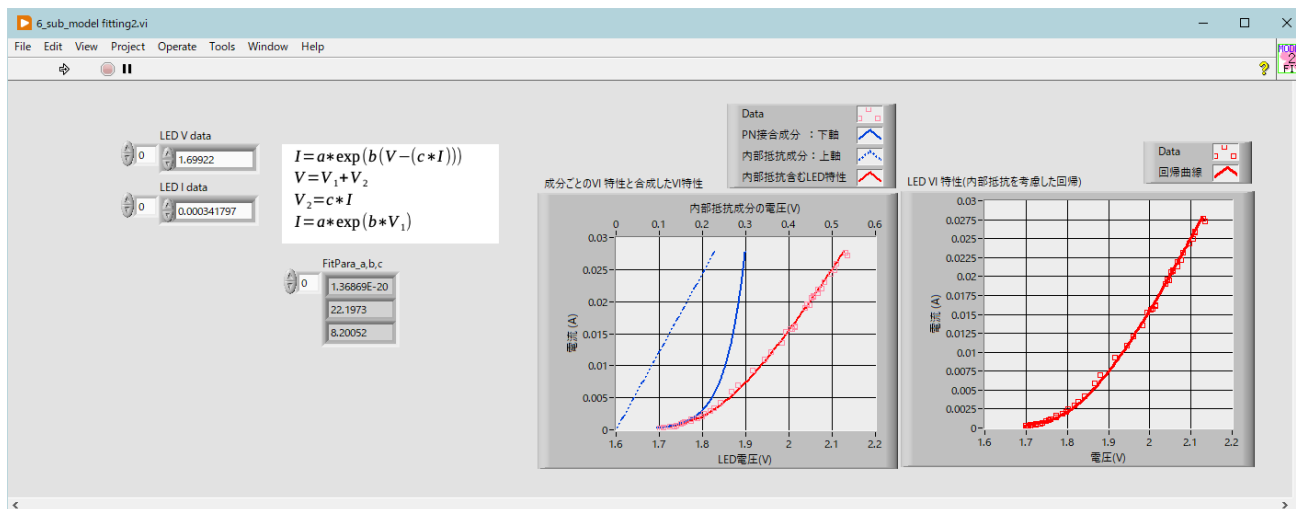 6_sub_model fitting2.vi
File Edit View Project Operate Tools Window Help
MODE
2
FIT
LED V data
0
1.69922
LED I data
0
0.000341797
I=a*exp(b(V−(c*I)))
V=V₁+V₂
V₂=c*I
I=a*exp(b*V₁)
FitPara_a,b,c
0
1.36869E-20
22.1973
8.20052
Data
PN接合成分 : 下軸
内部抵抗成分 : 上軸
内部抵抗含むLED特性
成分ごとのVI 特性と合成したVI特性
内部抵抗成分の電圧(V)
0 0.1 0.2 0.3 0.4 0.5 0.6
0.03
0.025
0.02
0.015
0.01
0.005
0
電流 (A)
1.6 1.7 1.8 1.9 2 2.1 2.2
LED電圧(V)
Data
回帰曲線
LED VI 特性(内部抵抗を考慮した回帰)
0.03
0.0275
0.025
0.0225
0.02
0.0175
0.015
0.0125
0.01
0.0075
0.005
0.0025
0
電流 (A)
1.6 1.7 1.8 1.9 2 2.1 2.2
電圧(V)